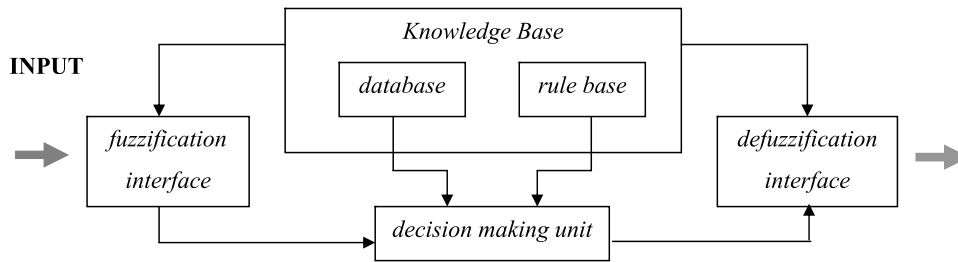 Knowledge Base
INPUT
database
rule base
fuzzification
interface
defuzzification
interface
decision making unit